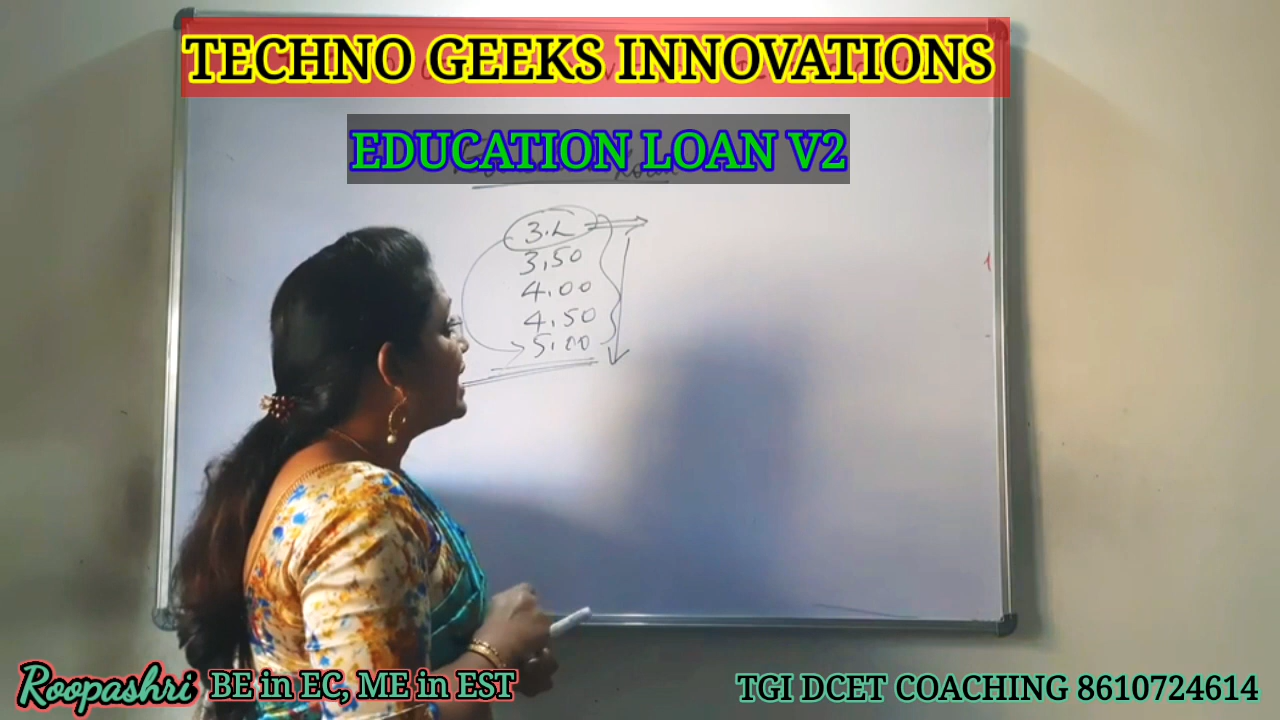 TECHNO GEEKS INNOVATIONS
EDUCATION LOAN V2
Loan
3.L
3.50
4.00
4.50
5.00
Roopashri BE in EC, ME in EST
TGI DCET COACHING 8610724614